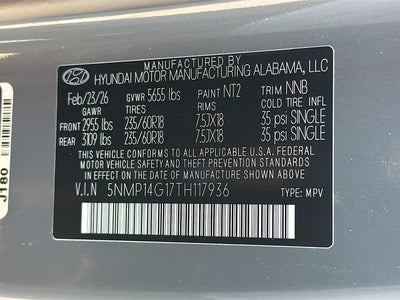 MANUFACTURED BY
HYUNDAI MOTOR MANUFACTURING ALABAMA, LLC
Feb/23/26 GVWR 5655 lbs PAINT NT2 TRIM NNB
GAWR TIRES RIMS COLD TIRE INFL.PR
FRONT 2955 lbs 235/60R18 7.5JX18 35 psi SINGLE
REAR 3109 lbs 235/60R18 7.5JX18 35 psi SINGLE
THIS VEHICLE CONFORMS TO ALL APPLICABLE U.S.A. FEDERAL
MOTOR VEHICLE SAFETY, BUMPER, AND THEFT PREVENTION STANDARDS
IN EFFECT ON THE DATE OF MANUFACTURE SHOWN ABOVE.
V.I.N 5NMP14G17TH117936 TYPE: MPV
J180